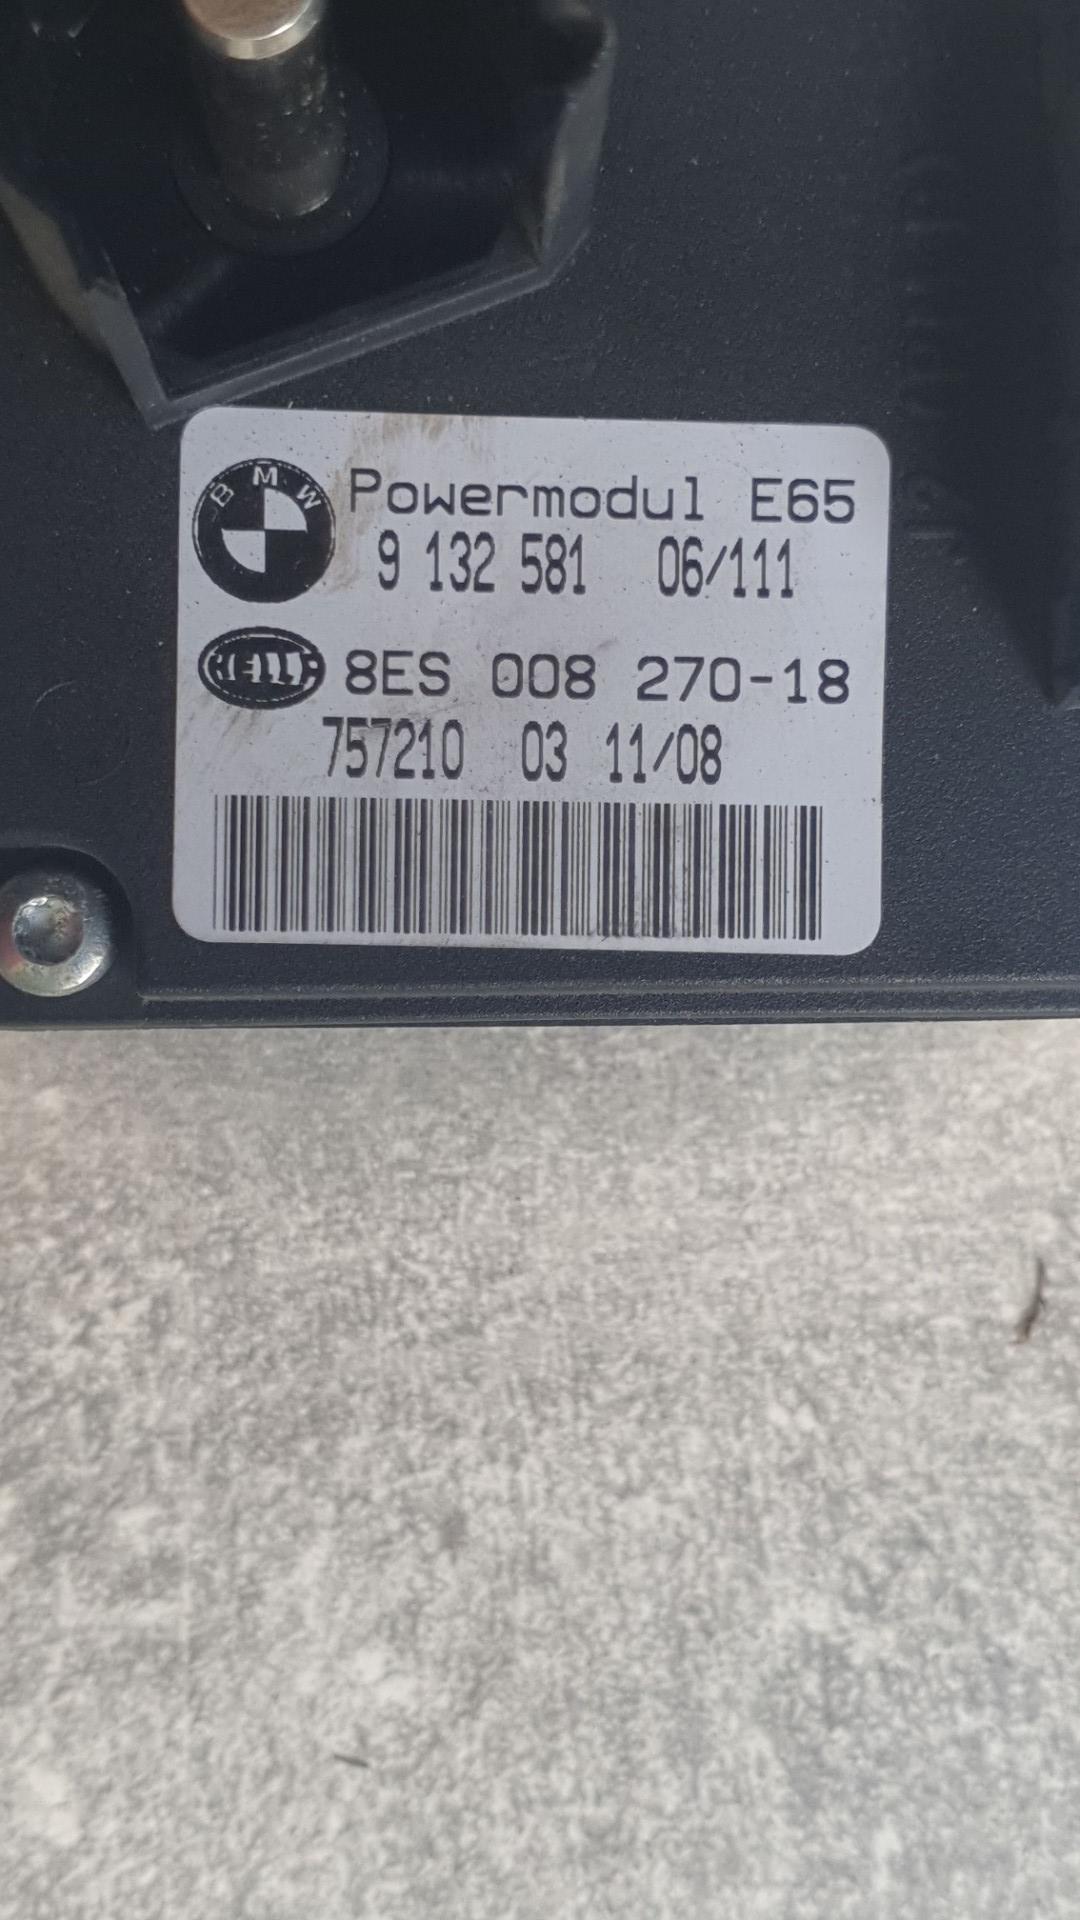 BMW
Powermodul E65
9 132 581 06/111
HELLA
8ES 008 270-18
757210 03 11/08